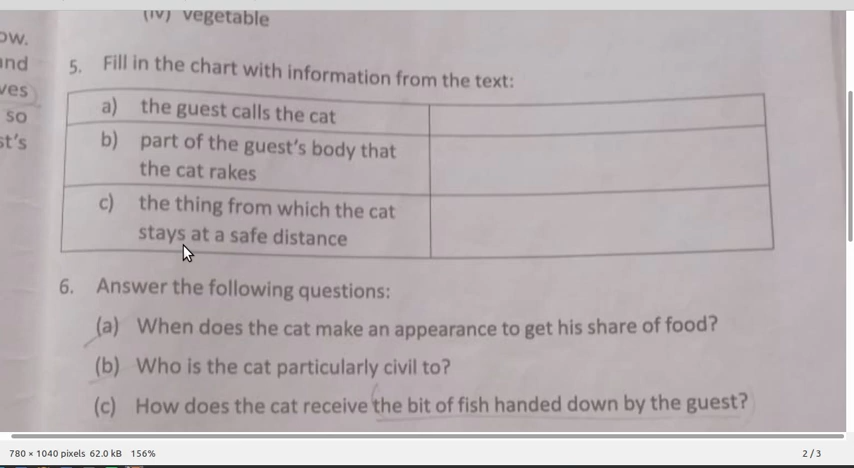 (iv) vegetable
ow.
and
ves
so
st's
5. Fill in the chart with information from the text:
a) the guest calls the cat
b) part of the guest's body that
the cat rakes
c) the thing from which the cat
stays at a safe distance
6. Answer the following questions:
(a) When does the cat make an appearance to get his share of food?
(b) Who is the cat particularly civil to?
(c) How does the cat receive the bit of fish handed down by the guest?
780 × 1040 pixels 62.0 kB 156%
2 / 3